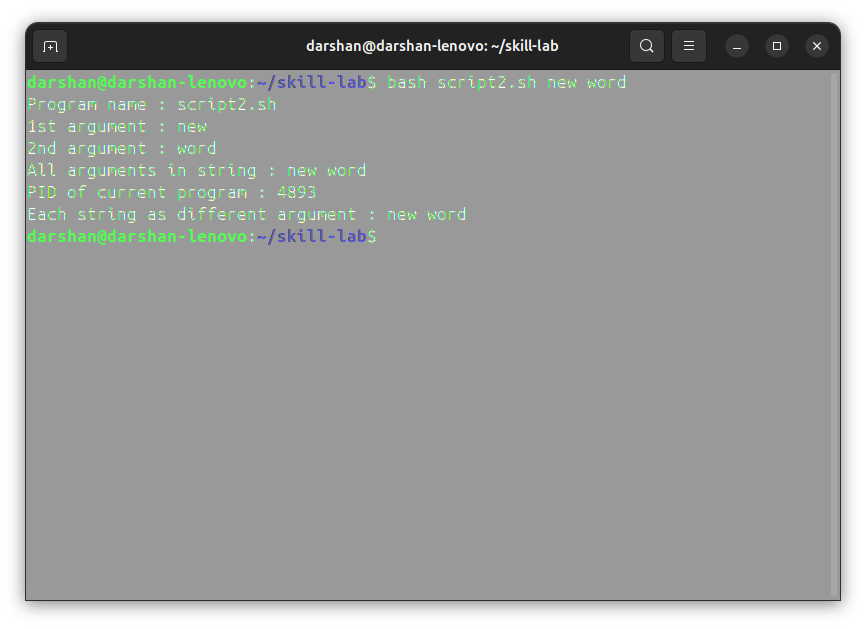 darshan@darshan-lenovo: ~/skill-lab
darshan@darshan-lenovo:~/skill-lab$ bash script2.sh new word
Program name : script2.sh
1st argument : new
2nd argument : word
All arguments in string : new word
PID of current program : 4893
Each string as different argument : new word
darshan@darshan-lenovo:~/skill-lab$